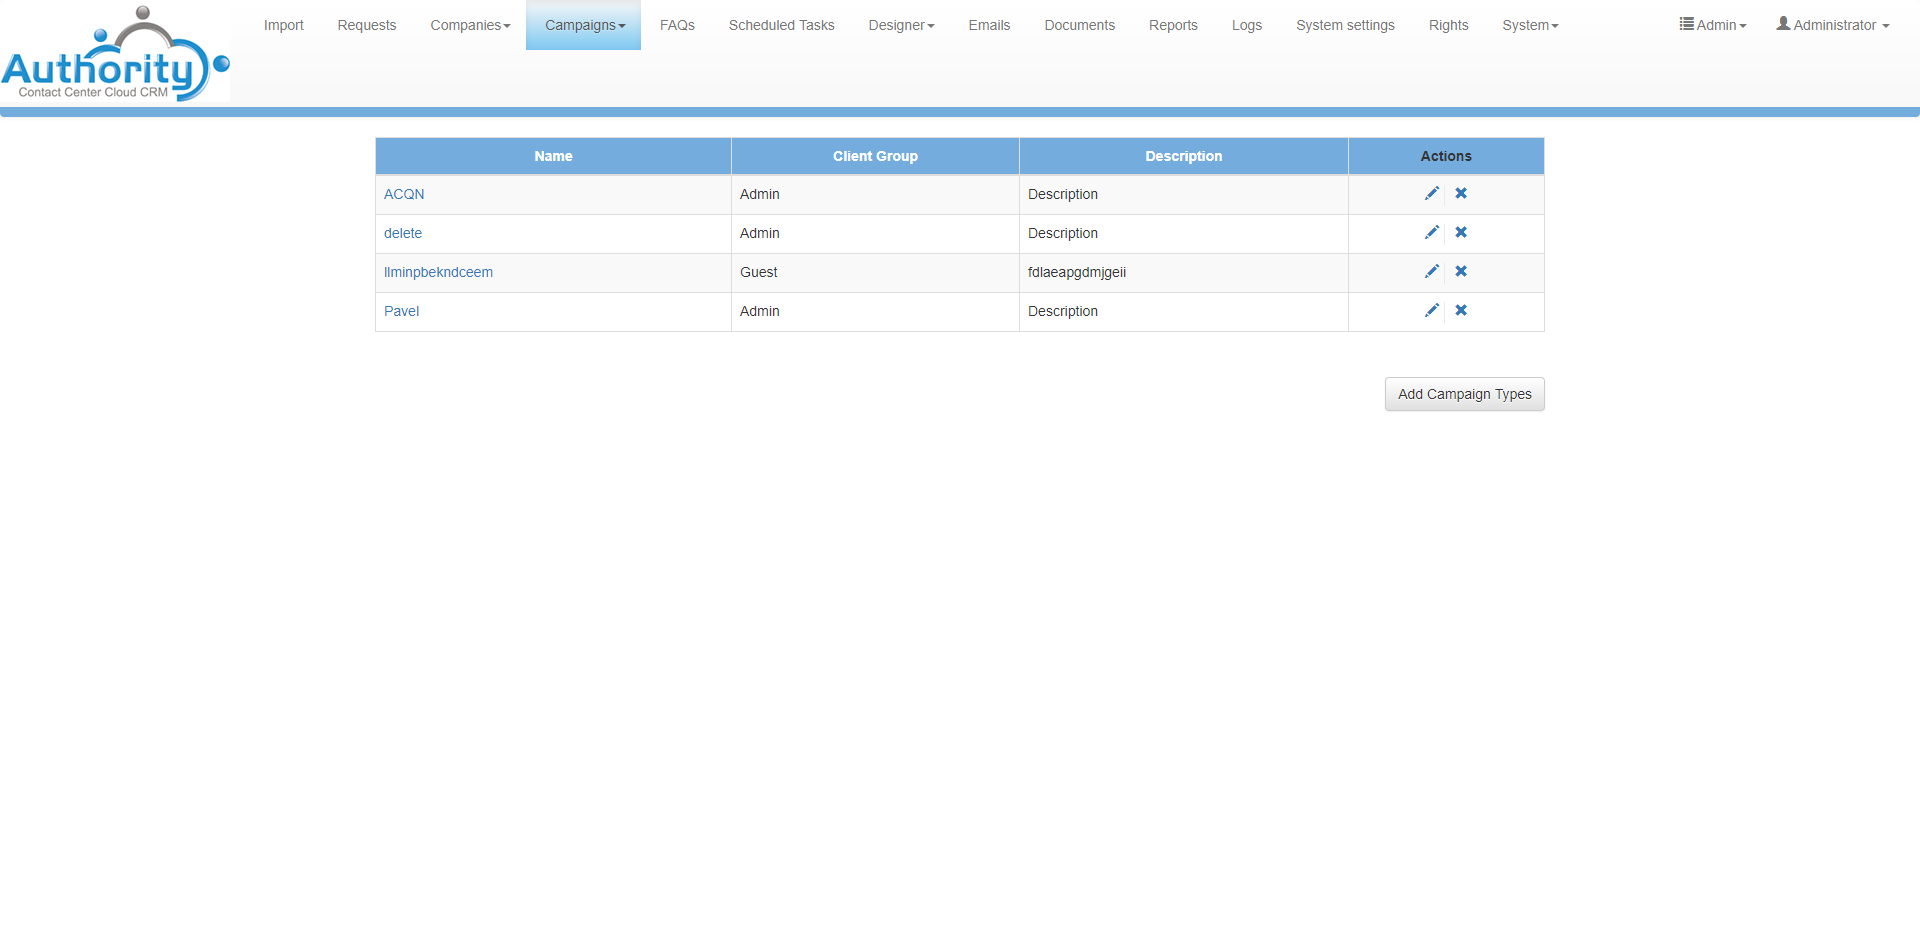 Import Requests Companies Campaigns FAQs Scheduled Tasks Designer Emails Documents Reports Logs System settings Rights System Admin Administrator
Authority
Contact Center Cloud CRM
Name Client Group Description Actions
ACQN Admin Description
delete Admin Description
llminpbekndceem Guest fdlaeapgdmjgeii
Pavel Admin Description
Add Campaign Types